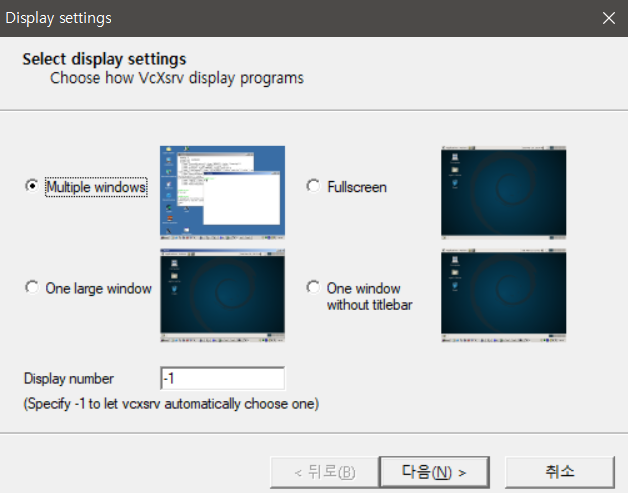 Display settings
Select display settings
Choose how VcXsrv display programs
Multiple windows
Fullscreen
One large window
One window
without titlebar
Display number
-1
(Specify -1 to let vcxsrv automatically choose one)
< 뒤로(B)
다음(N) >
취소